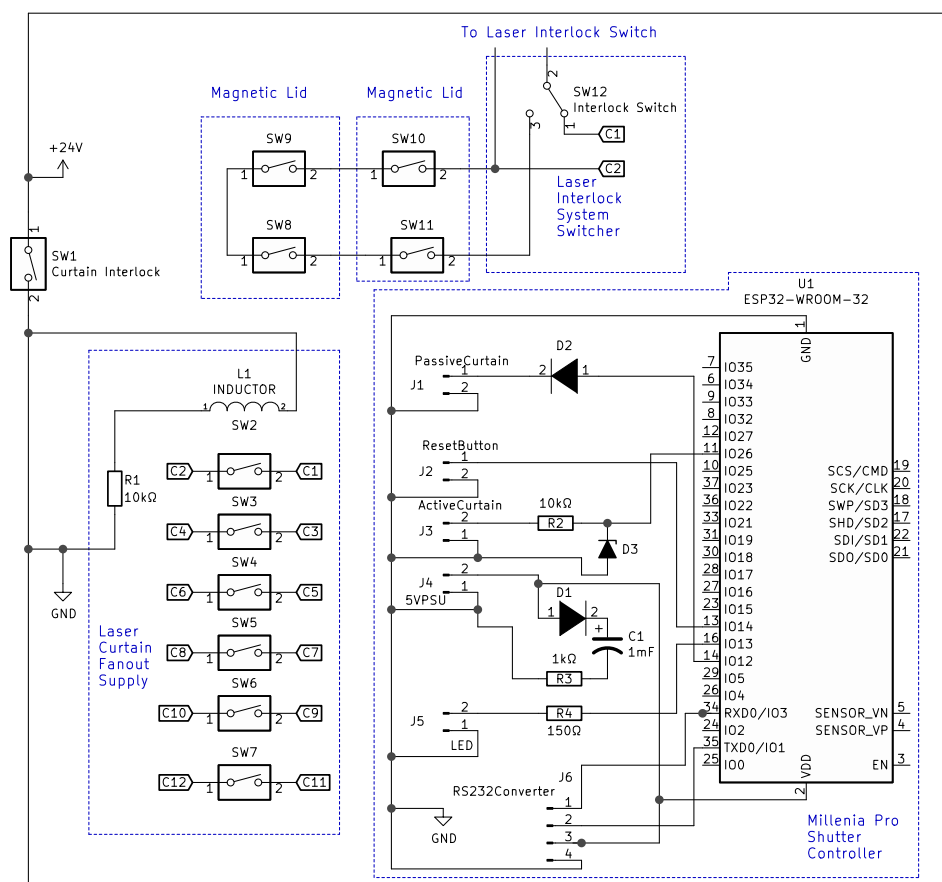 To Laser Interlock Switch
Magnetic Lid
Magnetic Lid
2
SW12
Interlock Switch
3
1
C1
SW9
1
2
SW10
1
2
C2
+24V
Laser
Interlock
System
Switcher
SW8
1
2
SW11
1
2
1
SW1
Curtain Interlock
2
U1
ESP32-WROOM-32
1
GND
L1
INDUCTOR
1
2
SW2
C2
1
2
C1
R1
10kΩ
SW3
C4
1
2
C3
SW4
C6
1
2
C5
GND
SW5
C8
1
2
C7
Laser
Curtain
Fanout
Supply
SW6
C10
1
2
C9
SW7
C12
1
2
C11
PassiveCurtain
1
J1
2
D2
2
1
ResetButton
1
J2
2
ActiveCurtain
2
J3
1
10kΩ
R2
D3
2
J4
1
5VPSU
D1
1
2
+
C1
1mF
1kΩ
R3
2
J5
1
LED
R4
150Ω
J6
RS232Converter
1
2
3
4
GND
7 IO35
6 IO34
9 IO33
8 IO32
12 IO27
11 IO26
10 IO25
37 IO23
36 IO22
33 IO21
31 IO19
30 IO18
28 IO17
27 IO16
23 IO15
13 IO14
16 IO13
14 IO12
29 IO5
26 IO4
34 RXD0/IO3
24 IO2
35 TXD0/IO1
25 IO0
SCS/CMD 19
SCK/CLK 20
SWP/SD3 18
SHD/SD2 17
SDI/SD1 22
SDO/SD0 21
SENSOR_VN 5
SENSOR_VP 4
EN 3
VDD
2
Millenia Pro
Shutter
Controller